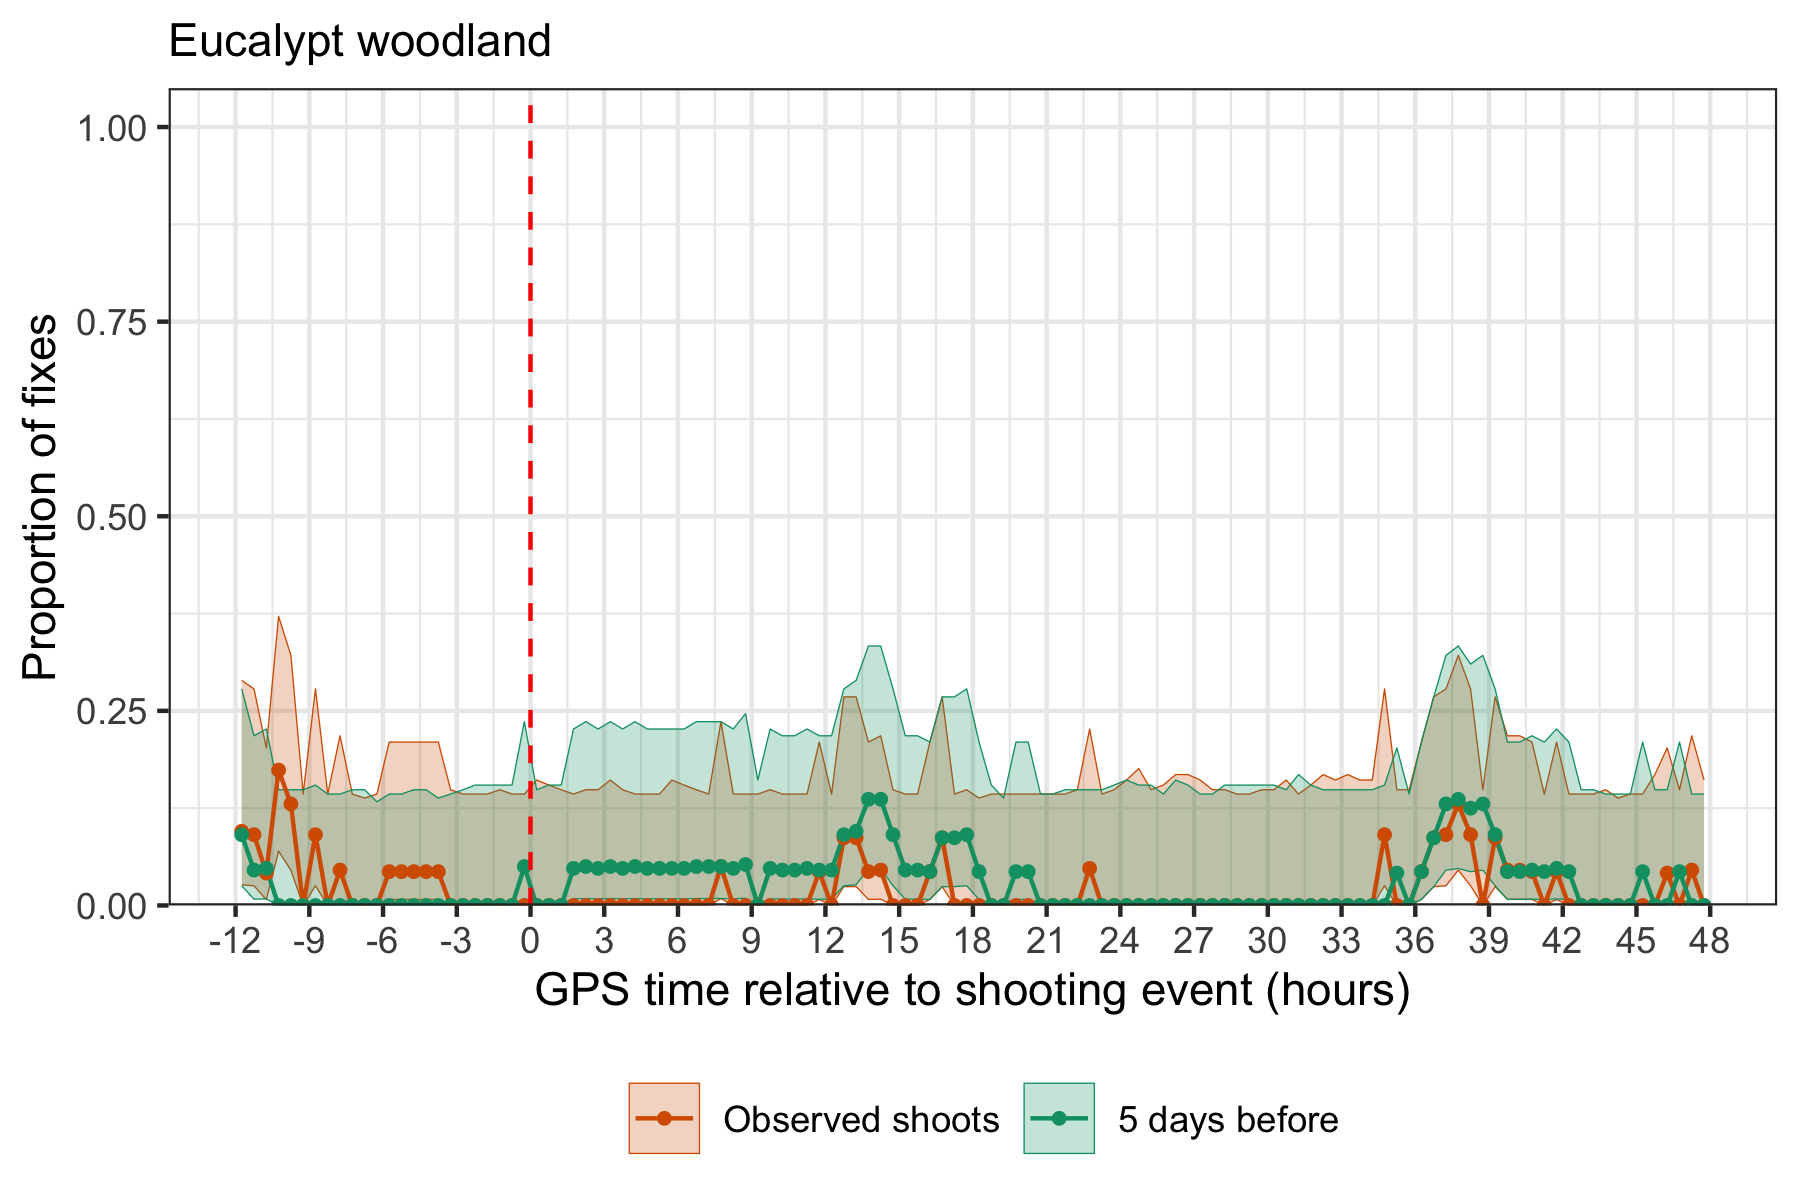 Eucalypt woodland
1.00
0.75
0.50
0.25
0.00
Proportion of fixes
-12 -9 -6 -3 0 3 6 9 12 15 18 21 24 27 30 33 36 39 42 45 48
GPS time relative to shooting event (hours)
Observed shoots 5 days before